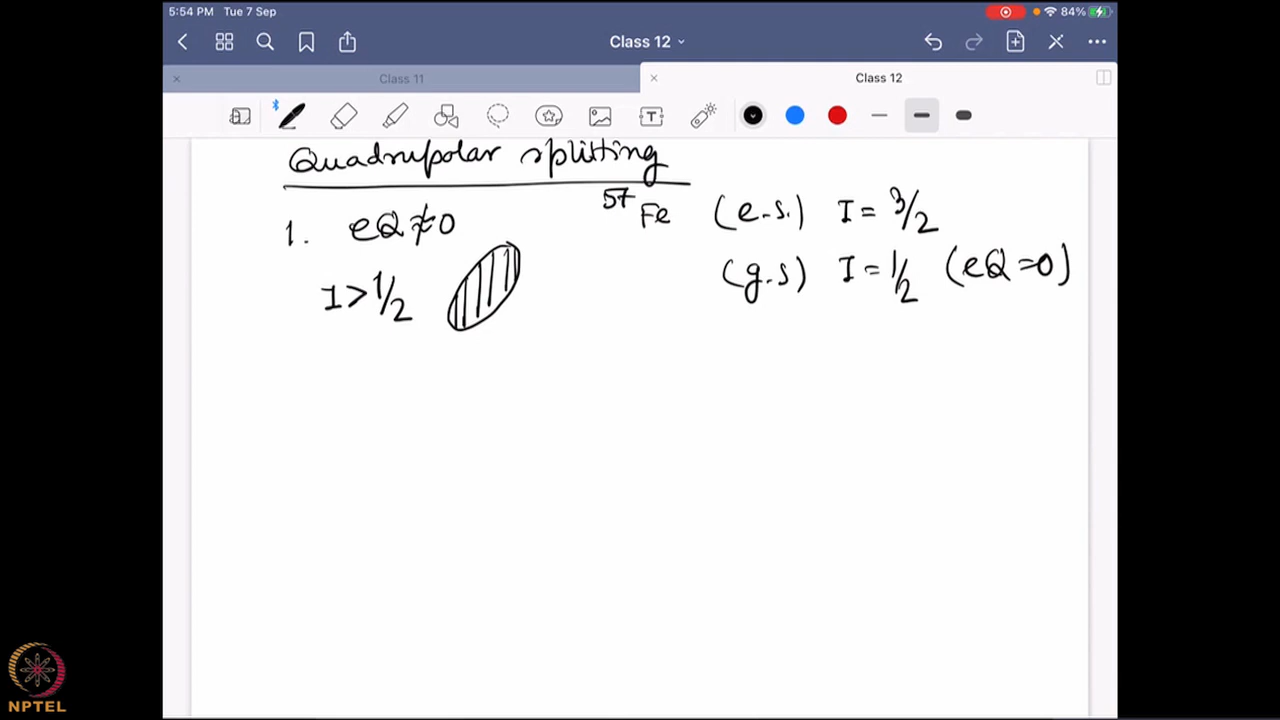 5:54 PM Tue 7 Sep
84%
Class 12
Class 11
Class 12
T
Quadrupolar splitting
1. eQ ≠ 0
I > 1/2
57Fe
(e.s.) I = 3/2
(g.s) I = 1/2 (eQ = 0)
NPTEL